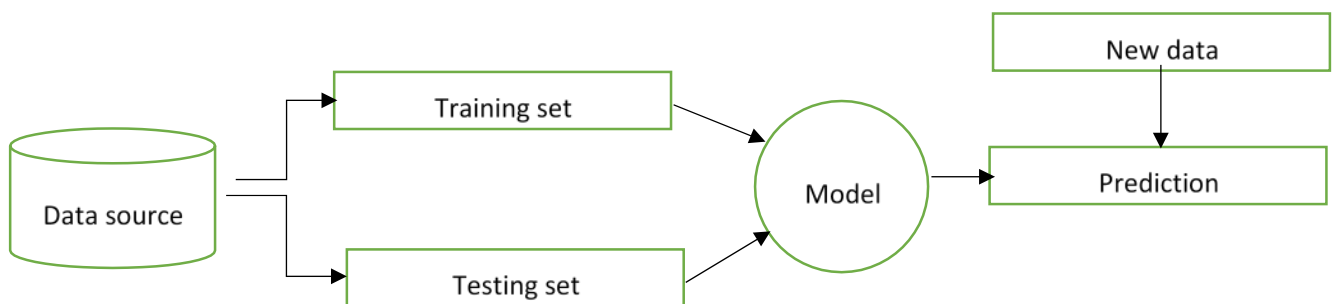 New data
Training set
Prediction
Model
Data source
Testing set